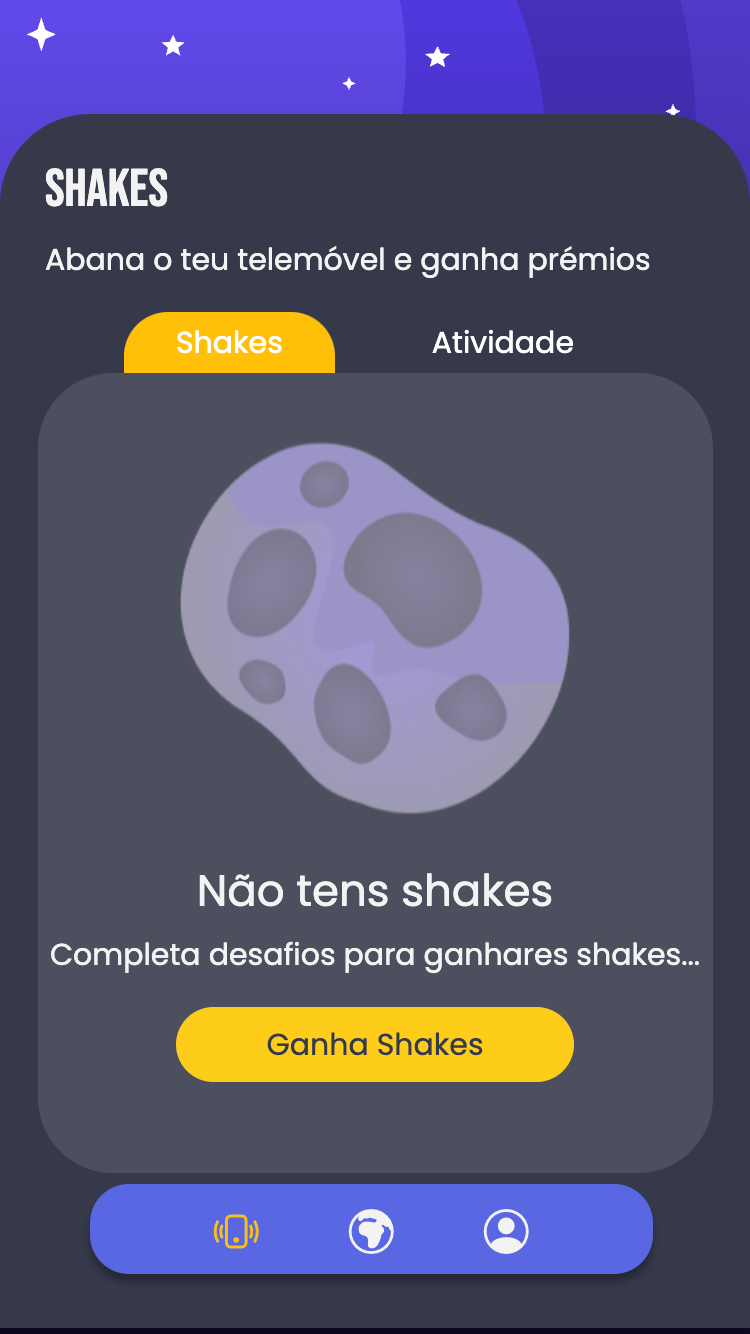 SHAKES
Abana o teu telemóvel e ganha prémios
Shakes
Atividade
Não tens shakes
Completa desafios para ganhares shakes...
Ganha Shakes